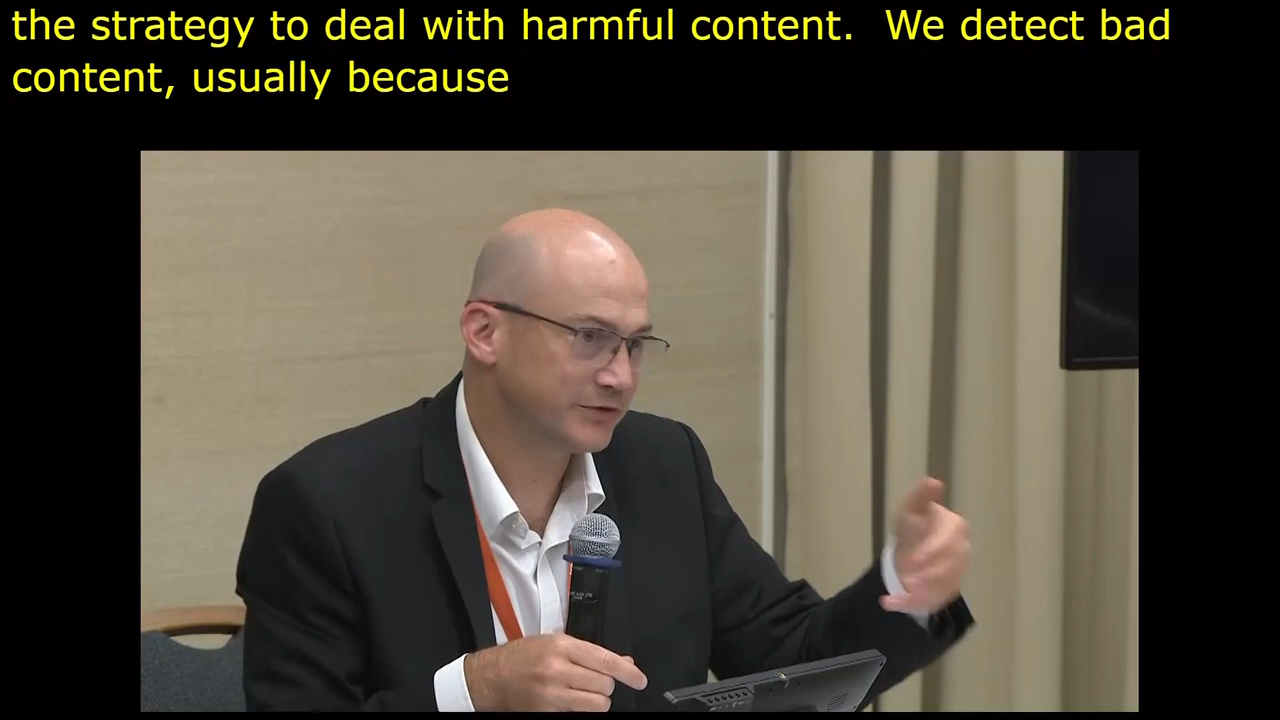 the strategy to deal with harmful content.  We detect bad
content, usually because